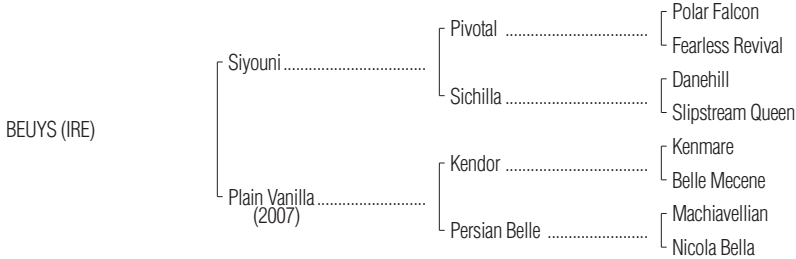 Polar Falcon
Pivotal ..................................
Fearless Revival
Siyouni ..................................
Danehill
Sichilla ..................................
Slipstream Queen
BEUYS (IRE)
Kenmare
Kendor ..................................
Belle Mecene
Plain Vanilla ..........................
(2007)
Machiavellian
Persian Belle ........................
Nicola Bella